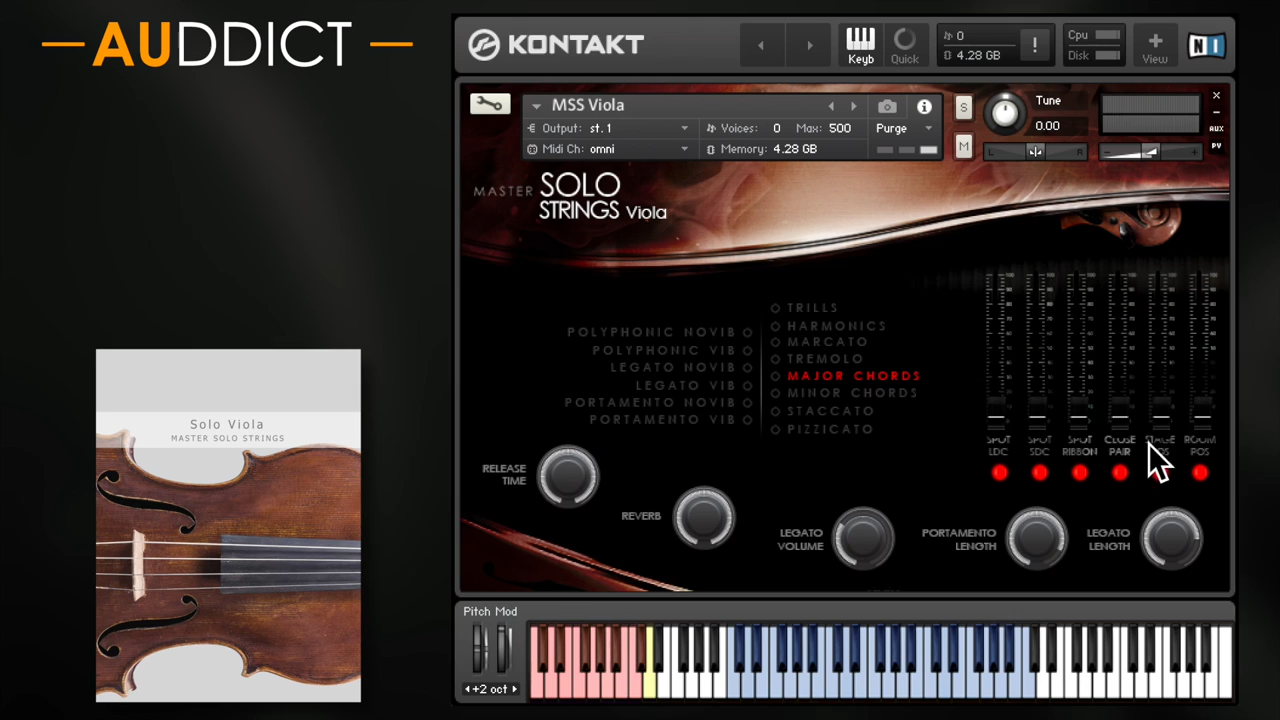 AUDDICT
Solo Viola
MASTER SOLO STRINGS
KONTAKT
Keyb
Quick
0
4.28 GB
!
Cpu
Disk
View
NI
MSS Viola
Output: st. 1
Voices: 0 Max: 500
Purge
Midi Ch: omni
Memory: 4.28 GB
S
M
Tune
0.00
L
R
AUX
PV
MASTER SOLO
STRINGS Viola
POLYPHONIC NOVIB
POLYPHONIC VIB
LEGATO NOVIB
LEGATO VIB
PORTAMENTO NOVIB
PORTAMENTO VIB
TRILLS
HARMONICS
MARCATO
TREMOLO
MAJOR CHORDS
MINOR CHORDS
STACCATO
PIZZICATO
SPOT LDC
SPOT SDC
SPOT RIBBON
CLOSE PAIR
STAGE
ROOM POS
RELEASE TIME
REVERB
LEGATO VOLUME
PORTAMENTO LENGTH
LEGATO LENGTH
Pitch Mod
+2 oct